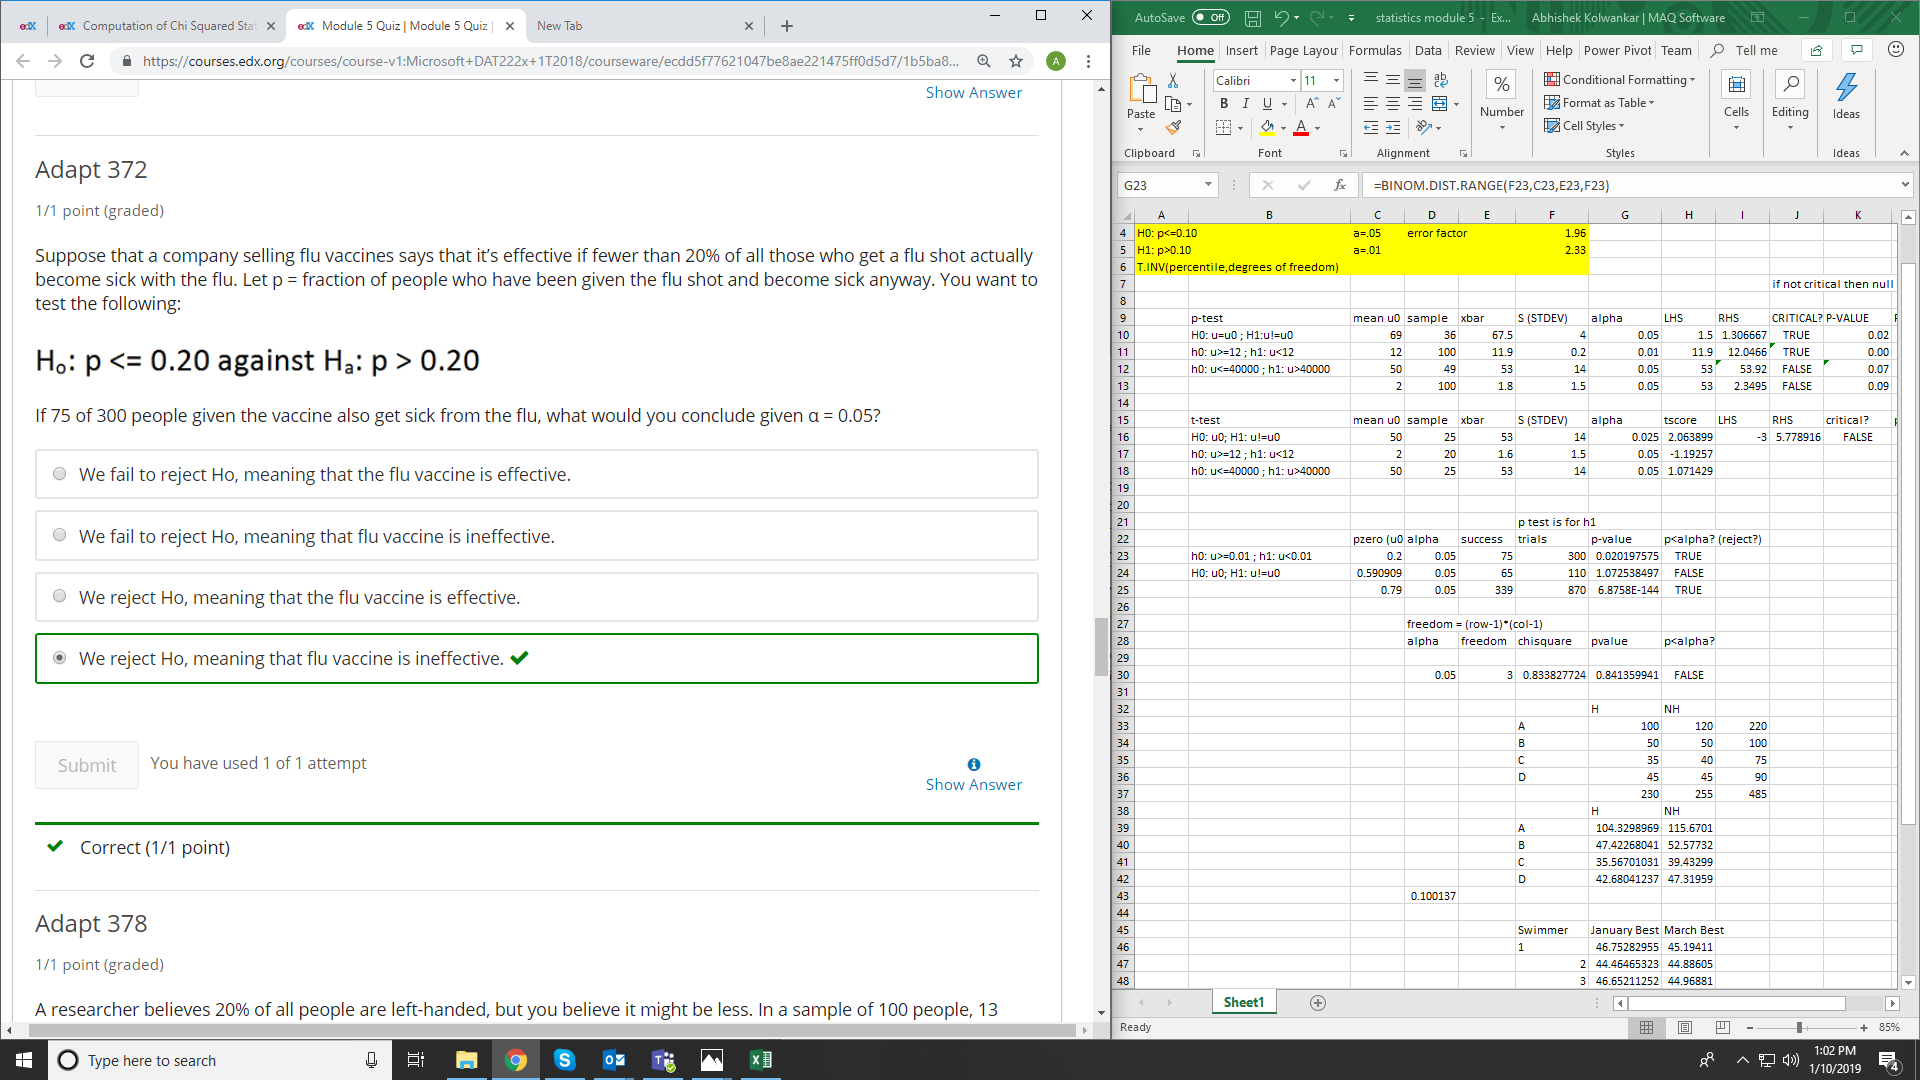 Computation of Chi Squared Stat
Module 5 Quiz | Module 5 Quiz |
New Tab
https://courses.edx.org/courses/course-v1:Microsoft+DAT222x+1T2018/courseware/ecdd5f77621047be8ae221475ff0d5d7/1b5ba8...
A
Show Answer
Adapt 372
1/1 point (graded)
Suppose that a company selling flu vaccines says that it’s effective if fewer than 20% of all those who get a flu shot actually
become sick with the flu. Let p = fraction of people who have been given the flu shot and become sick anyway. You want to
test the following:
Ho: p <= 0.20 against Ha: p > 0.20
If 75 of 300 people given the vaccine also get sick from the flu, what would you conclude given α = 0.05?
We fail to reject Ho, meaning that the flu vaccine is effective.
We fail to reject Ho, meaning that flu vaccine is ineffective.
We reject Ho, meaning that the flu vaccine is effective.
We reject Ho, meaning that flu vaccine is ineffective.
Submit You have used 1 of 1 attempt
Show Answer
Correct (1/1 point)
Adapt 378
1/1 point (graded)
A researcher believes 20% of all people are left-handed, but you believe it might be less. In a sample of 100 people, 13
AutoSave Off statistics module 5 - Ex... Abhishek Kolwankar | MAQ Software
File Home Insert Page Layou Formulas Data Review View Help Power Pivot Team Tell me
Paste Calibri 11 B I U A A ab % Number Conditional Formatting Format as Table Cell Styles Cells Editing Ideas
Clipboard Font Alignment Styles Ideas
G23 fx =BINOM.DIST.RANGE(F23,C23,E23,F23)
A B C D E F G H I J K
4 H0: p<=0.10 a=.05 error factor 1.96
5 H1: p>0.10 a=.01 2.33
6 T.INV(percentile,degrees of freedom)
7 if not critical then null
8
9 p-test mean u0 sample xbar S (STDEV) alpha LHS RHS CRITICAL? P-VALUE
10 H0: u=u0 ; H1:u!=u0 69 36 67.5 4 0.05 1.5 1.306667 TRUE 0.02
11 h0: u>=12 ; h1: u<12 12 100 11.9 0.2 0.01 11.9 12.0466 TRUE 0.00
12 h0: u<=40000 ; h1: u>40000 50 49 53 14 0.05 53 53.92 FALSE 0.07
13 2 100 1.8 1.5 0.05 53 2.3495 FALSE 0.09
14
15 t-test mean u0 sample xbar S (STDEV) alpha tscore LHS RHS critical?
16 H0: u0; H1: u!=u0 50 25 53 14 0.025 2.063899 -3 5.778916 FALSE
17 h0: u>=12 ; h1: u<12 2 20 1.6 1.5 0.05 -1.19257
18 h0: u<=40000 ; h1: u>40000 50 25 53 14 0.05 1.071429
19
20
21 p test is for h1
22 pzero (u0 alpha success trials p-value p<alpha? (reject?)
23 h0: u>=0.01 ; h1: u<0.01 0.2 0.05 75 300 0.020197575 TRUE
24 H0: u0; H1: u!=u0 0.590909 0.05 65 110 1.072538497 FALSE
25 0.79 0.05 339 870 6.8758E-144 TRUE
26
27 freedom = (row-1)*(col-1)
28 alpha freedom chisquare pvalue p<alpha?
29
30 0.05 3 0.833827724 0.841359941 FALSE
31
32 H NH
33 A 100 120 220
34 B 50 50 100
35 C 35 40 75
36 D 45 45 90
37 230 255 485
38 H NH
39 A 104.3298969 115.6701
40 B 47.42268041 52.57732
41 C 35.56701031 39.43299
42 D 42.68041237 47.31959
43 0.100137
44
45 Swimmer January Best March Best
46 1 46.75282955 45.19411
47 2 44.46465323 44.88605
48 3 46.65211252 44.96881
Sheet1
Ready 85%
Type here to search
1:02 PM
1/10/2019
4